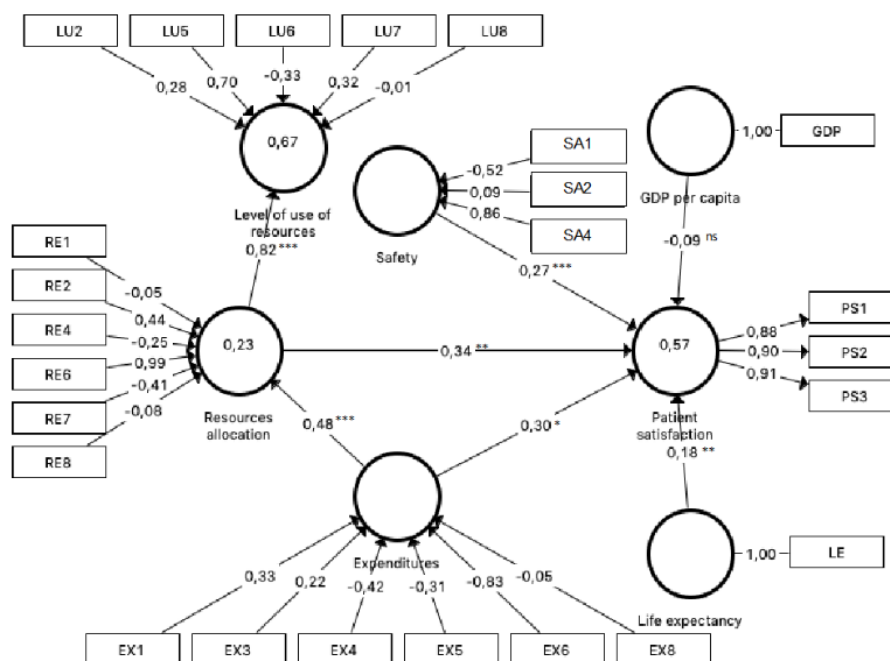 LU2 LU5 LU6 LU7 LU8
0,28 0,70 -0,33 0,32 -0,01
0,67
Level of use of
resources
SA1
SA2
SA4
-0,52
0,09
0,86
Safety
GDP
1,00
GDP per capita
-0,09 ns
0,82 ***
0,27 ***
RE1
RE2
RE4
RE6
RE7
RE8
-0,05
0,44
-0,25
0,99
-0,41
-0,08
0,23
Resources
allocation
0,34 **
0,57
Patient
satisfaction
0,88
0,90
0,91
PS1
PS2
PS3
0,48 ***
0,30 *
0,18 **
Expenditures
1,00
LE
Life expectancy
0,33 0,22 -0,42 -0,31 -0,83 -0,05
EX1 EX3 EX4 EX5 EX6 EX8